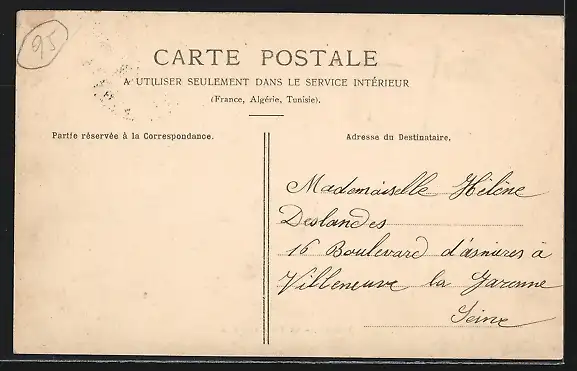 95
CARTE POSTALE
A UTILISER SEULEMENT DANS LE SERVICE INTÉRIEUR
(France, Algérie, Tunisie).
Partie réservée à la Correspondance.
Adresse du Destinataire.
Mademoiselle Hélène
Deslandes
16 Boulevard d'asnières à
Villeneuve la Garenne
Seine